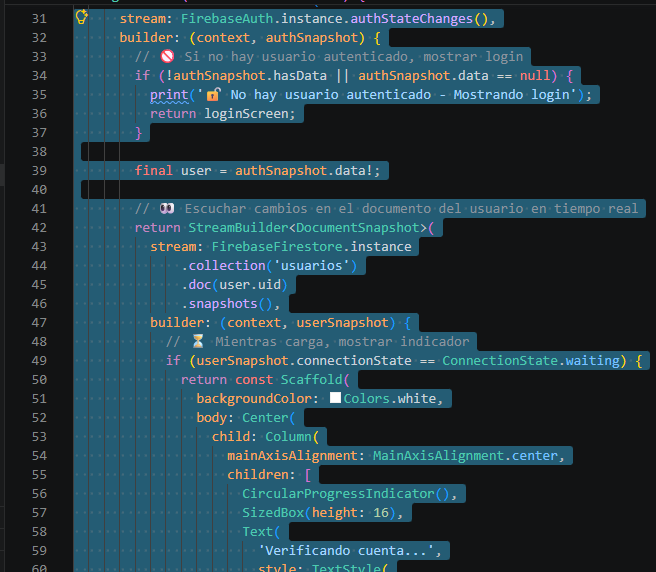 31 stream: FirebaseAuth.instance.authStateChanges(),
32 builder: (context, authSnapshot) {
33 // 🚫 Si no hay usuario autenticado, mostrar login
34 if (!authSnapshot.hasData || authSnapshot.data == null) {
35 print('🔓 No hay usuario autenticado - Mostrando login');
36 return loginScreen;
37 }
38
39 final user = authSnapshot.data!;
40
41 // 👀 Escuchar cambios en el documento del usuario en tiempo real
42 return StreamBuilder<DocumentSnapshot>(
43 stream: FirebaseFirestore.instance
44 .collection('usuarios')
45 .doc(user.uid)
46 .snapshots(),
47 builder: (context, userSnapshot) {
48 // ⏳ Mientras carga, mostrar indicador
49 if (userSnapshot.connectionState == ConnectionState.waiting) {
50 return const Scaffold(
51 backgroundColor: Colors.white,
52 body: Center(
53 child: Column(
54 mainAxisAlignment: MainAxisAlignment.center,
55 children: [
56 CircularProgressIndicator(),
57 SizedBox(height: 16),
58 Text(
59 'Verificando cuenta...',
60 style: TextStyle(